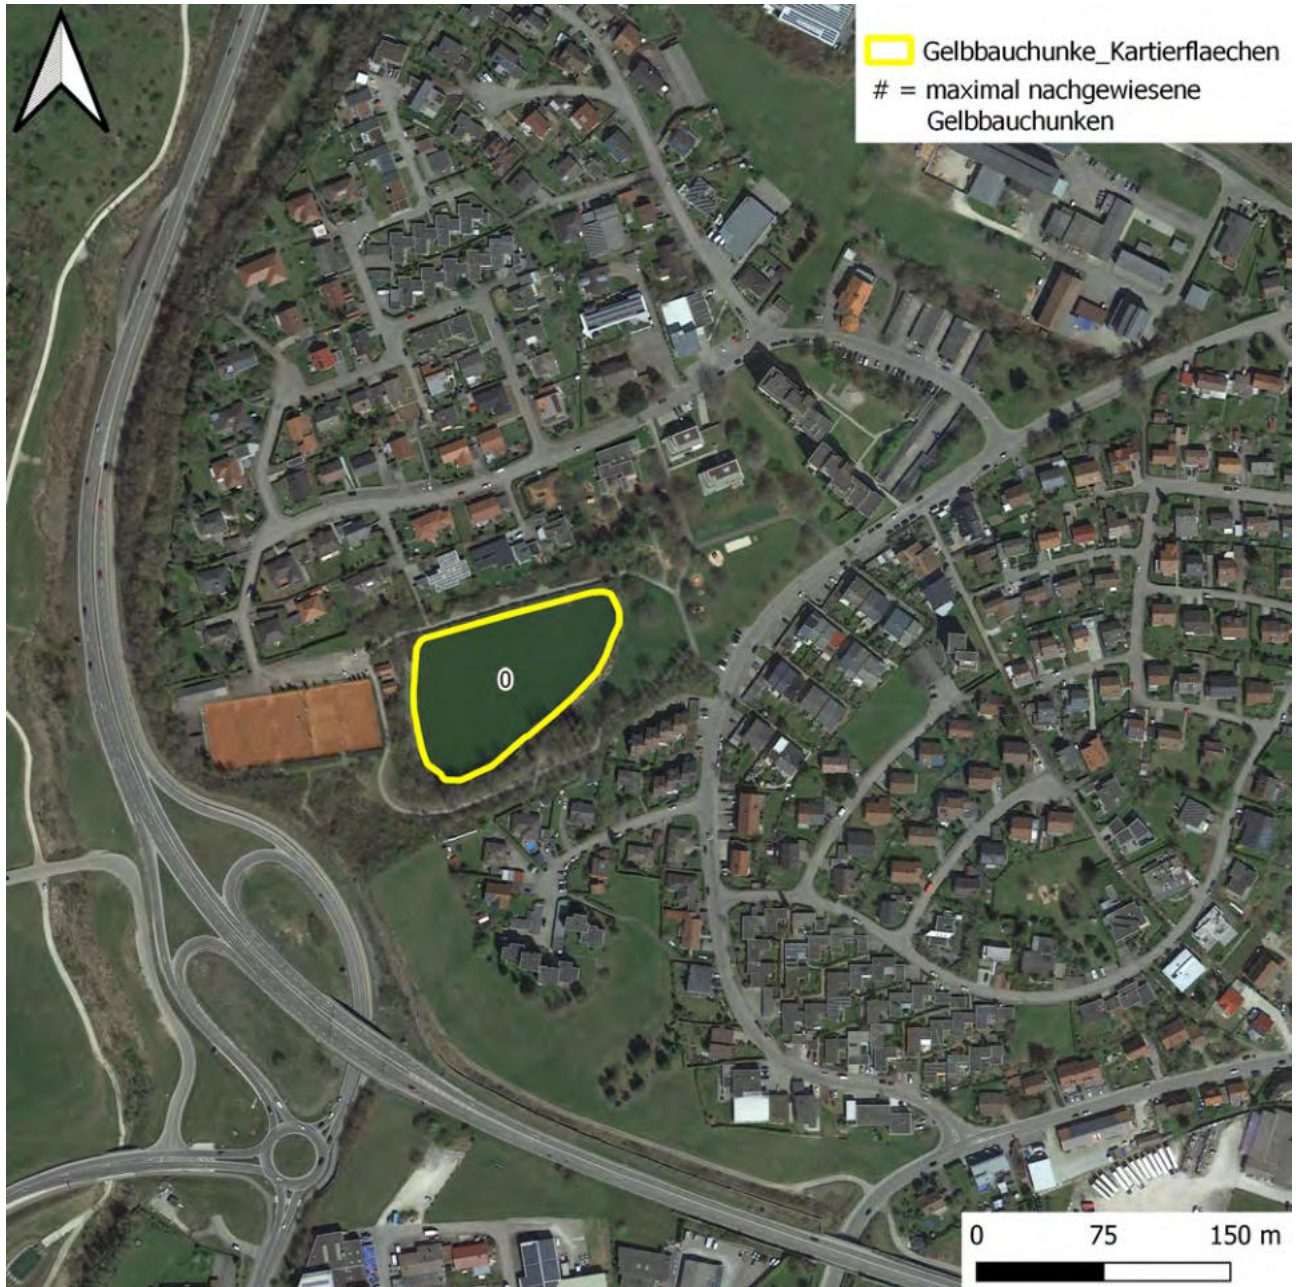 Gelbbauchunke_Kartierflaechen
# = maximal nachgewiesene
Gelbbauchunken
0
0 75 150 m